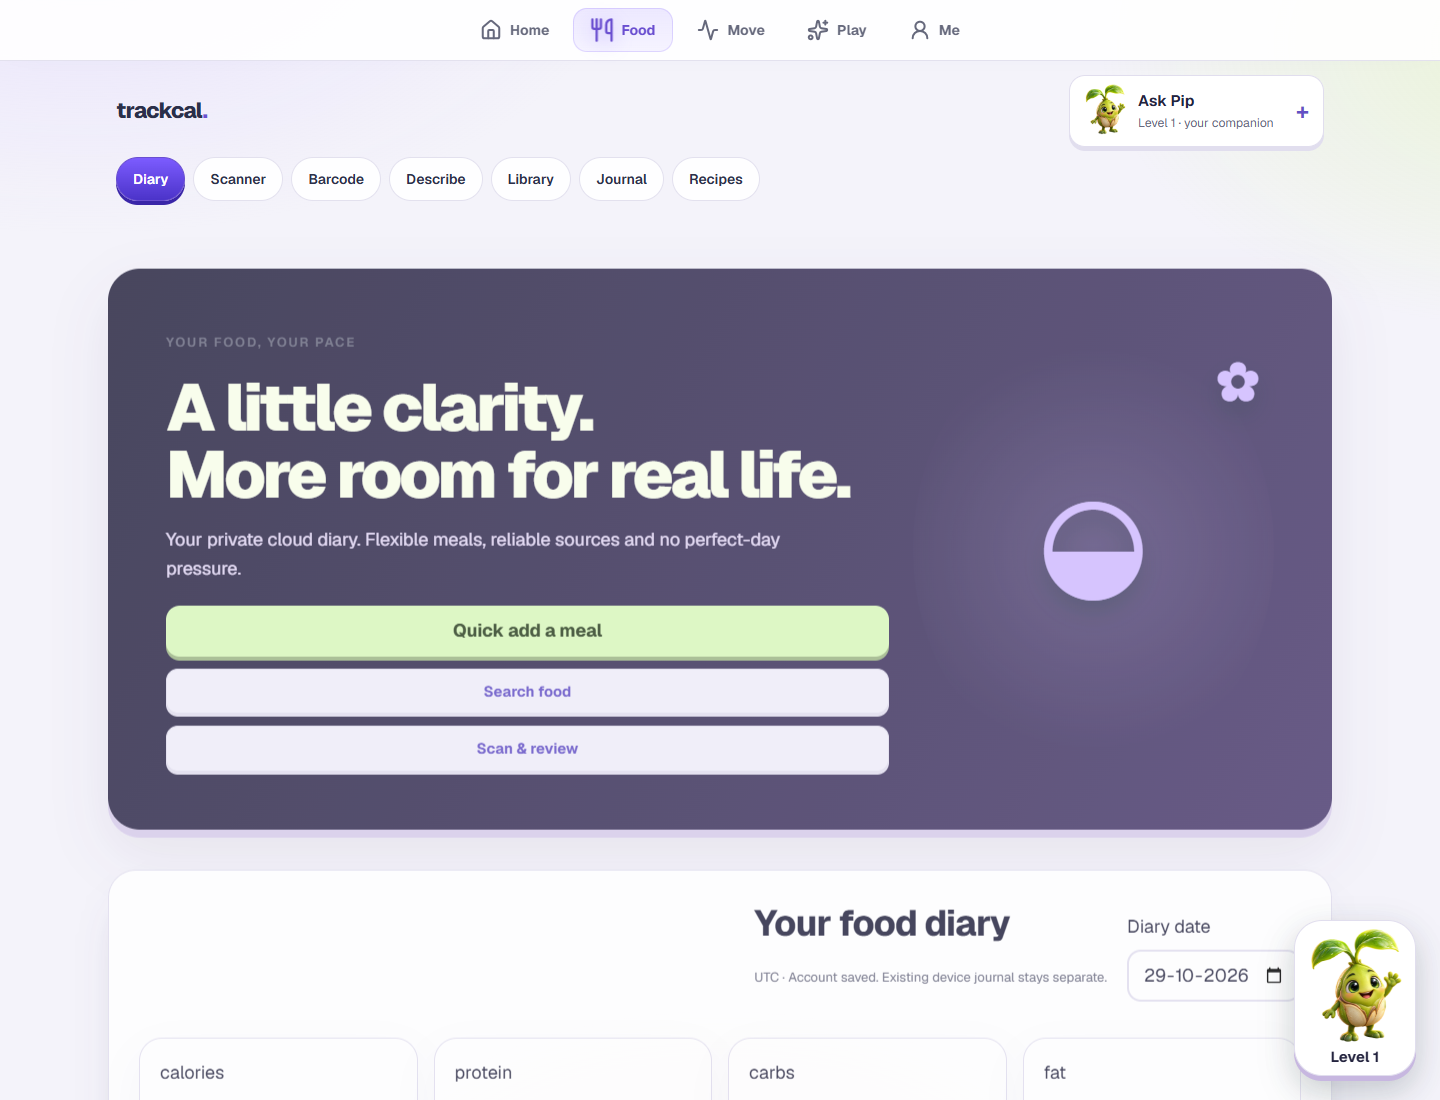 Home
Food
Move
Play
Me
trackcal.
Ask Pip
Level 1 · your companion
+
Diary
Scanner
Barcode
Describe
Library
Journal
Recipes
YOUR FOOD, YOUR PACE
A little clarity.
More room for real life.
Your private cloud diary. Flexible meals, reliable sources and no perfect-day
pressure.
Quick add a meal
Search food
Scan & review
Your food diary
UTC · Account saved. Existing device journal stays separate.
Diary date
29-10-2026
Level 1
calories
protein
carbs
fat